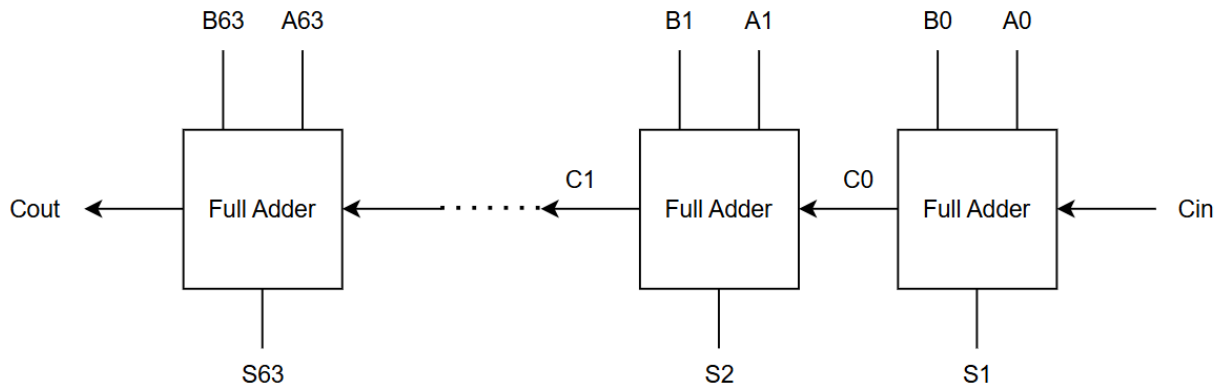 B63 A63 B1 A1 B0 A0
C1 C0
Cout Full Adder Full Adder Full Adder Cin
S63 S2 S1